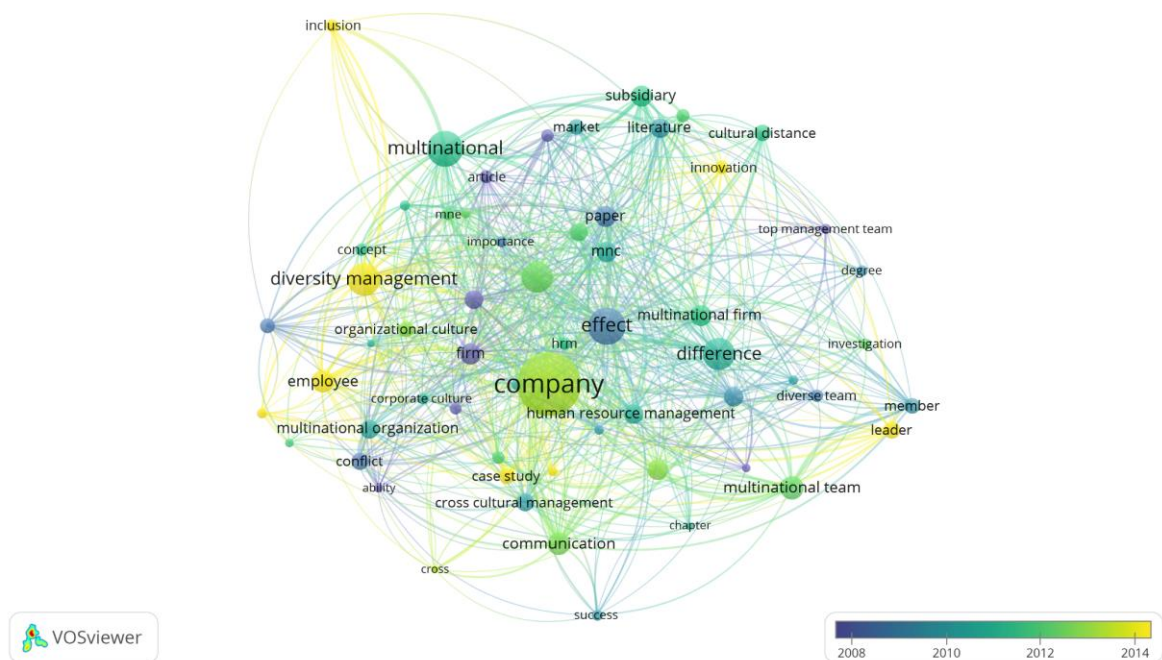 inclusion
subsidiary
market
literature
cultural distance
multinational
innovation
article
mne
paper
top management team
importance
concept
mnc
degree
diversity management
multinational firm
effect
organizational culture
hrm
investigation
firm
difference
employee
company
corporate culture
diverse team
member
human resource management
multinational organization
leader
conflict
case study
ability
multinational team
cross cultural management
chapter
communication
cross
success
VOSviewer
2008
2010
2012
2014